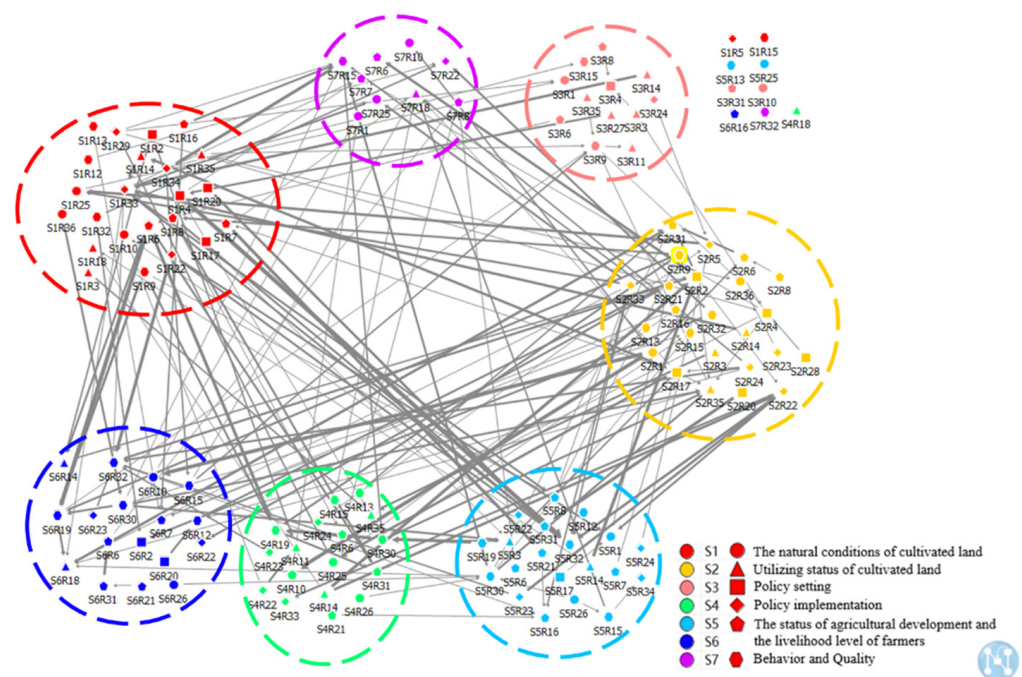 S7R10
S7R15
S7R6
S7R22
S7R7
S7R25
S7R18
S7R8
S7R1
S3R8
S3R15
S3R14
S3R1
S3R4
S3R35
S3R24
S3R6
S3R27
S3R3
S3R9
S3R11
S1R5
S1R15
S5R13
S5R25
S3R31
S3R10
S6R16
S7R32
S4R18
S1R13
S1R29
S1R2
S1R16
S1R12
S1R14
S1R34
S1R35
S1R25
S1R33
S1R4
S1R20
S1R36
S1R32
S1R10
S1R6
S1R8
S1R7
S1R17
S1R18
S1R22
S1R3
S1R9
S2R31
S2R5
S2R9
S2R6
S2R2
S2R36
S2R8
S2R33
S2R21
S2R16
S2R32
S2R4
S2R13
S2R15
S2R14
S2R1
S2R3
S2R23
S2R28
S2R17
S2R24
S2R35
S2R20
S2R22
S6R14
S6R32
S6R10
S6R15
S6R19
S6R23
S6R30
S6R7
S6R12
S6R6
S6R2
S6R22
S6R18
S6R20
S6R31
S6R21
S6R26
S4R15
S4R13
S4R35
S4R24
S4R19
S4R6
S4R30
S4R23
S4R11
S4R25
S4R31
S4R10
S4R22
S4R14
S4R26
S4R33
S4R21
S5R8
S5R22
S5R12
S5R31
S5R19
S5R3
S5R32
S5R1
S5R24
S5R21
S5R6
S5R14
S5R7
S5R30
S5R17
S5R34
S5R23
S5R26
S5R16
S5R15
S1 The natural conditions of cultivated land
S2 Utilizing status of cultivated land
S3 Policy setting
S4 Policy implementation
S5 The status of agricultural development and
S6 the livelihood level of farmers
S7 Behavior and Quality